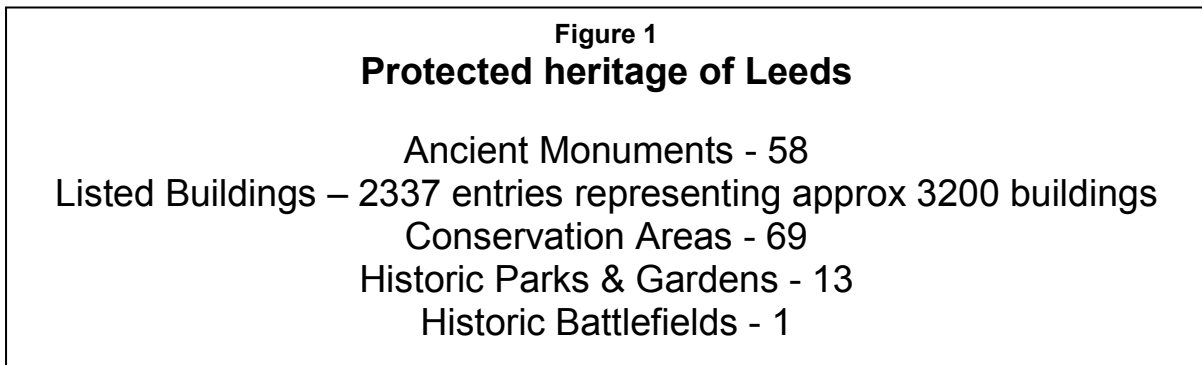 Figure 1
Protected heritage of Leeds
Ancient Monuments - 58
Listed Buildings – 2337 entries representing approx 3200 buildings
Conservation Areas - 69
Historic Parks & Gardens - 13
Historic Battlefields - 1